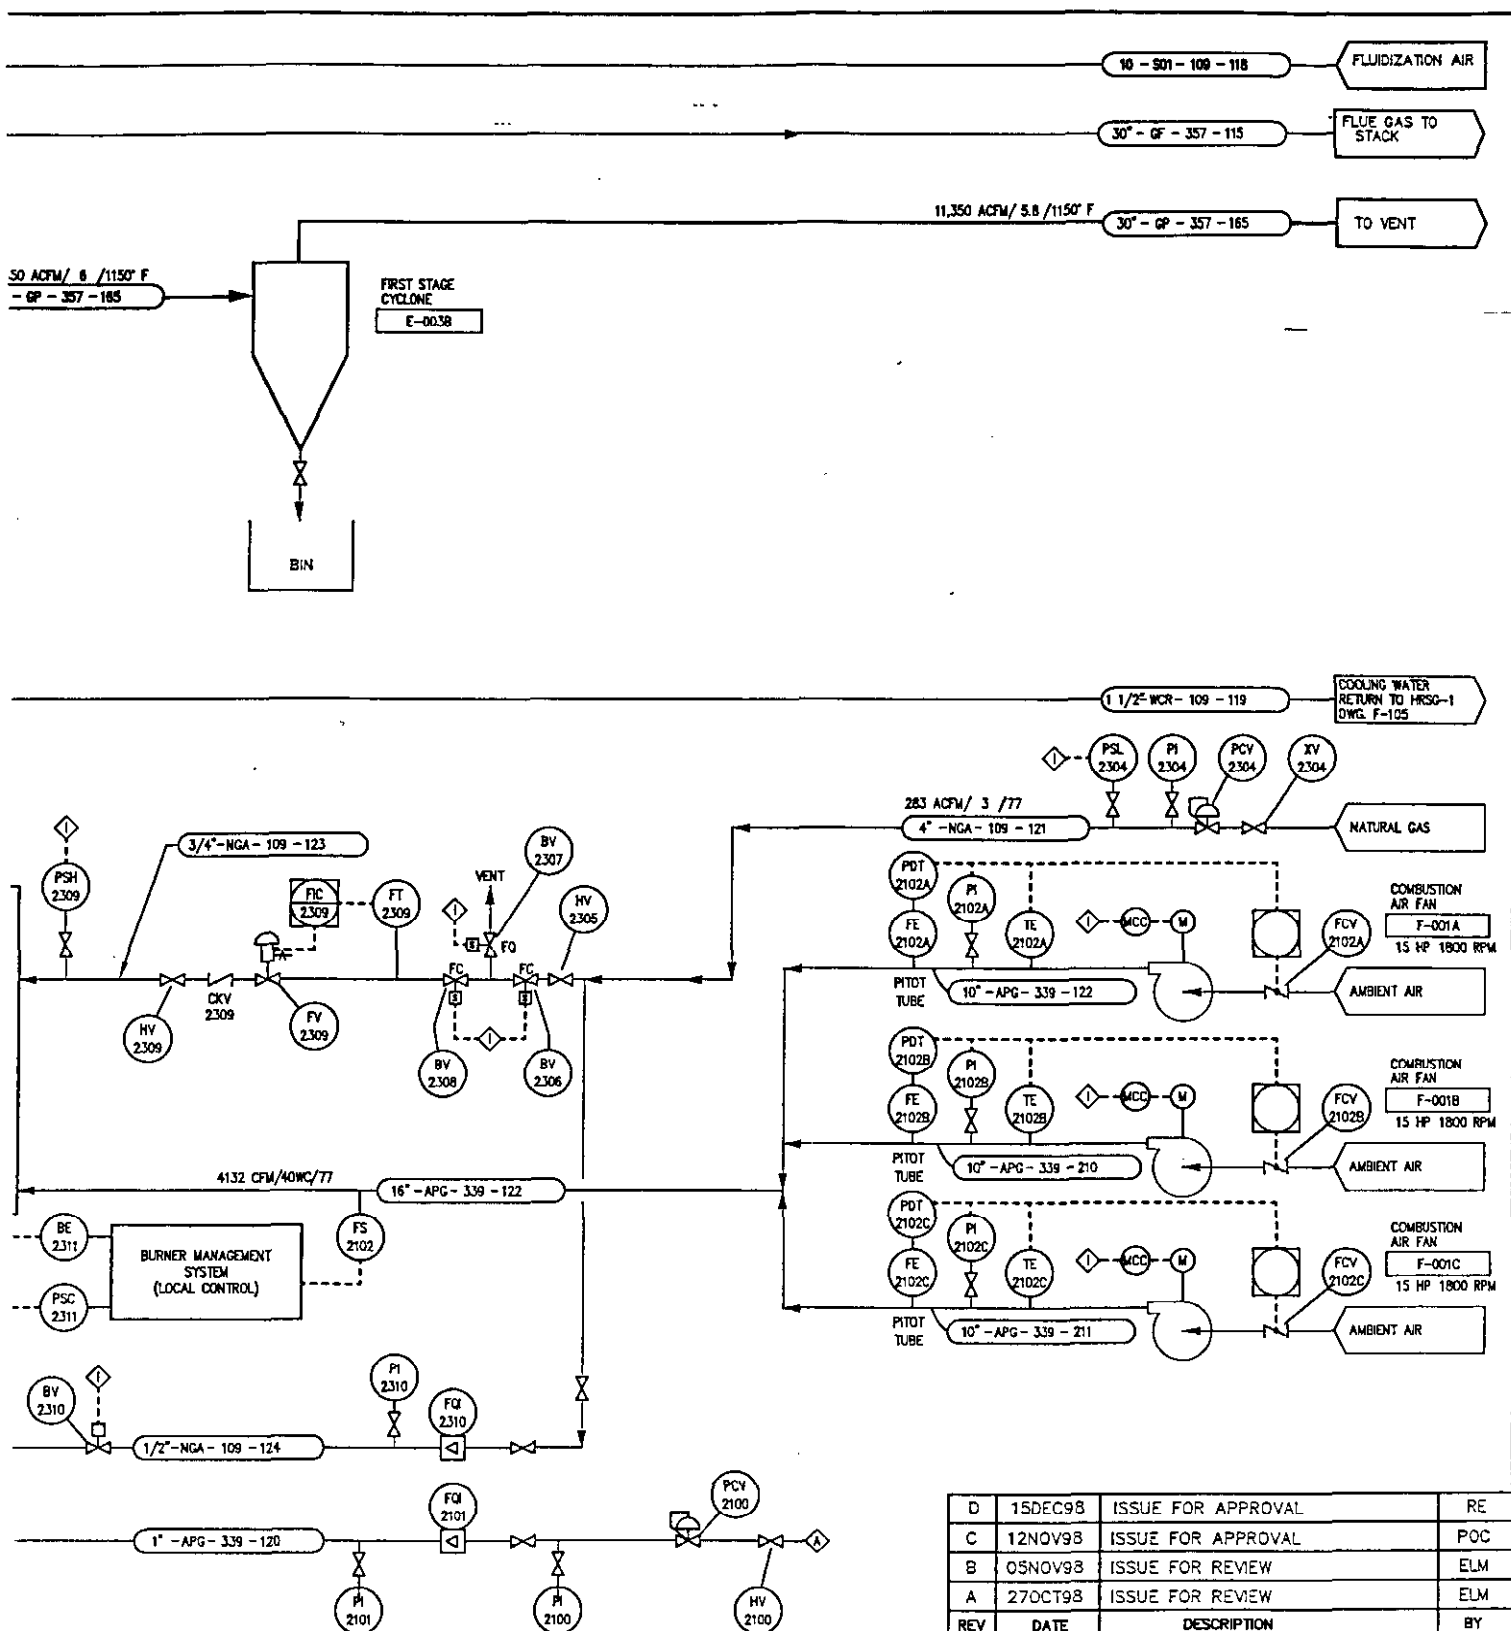 10 - S01 - 109 - 118
FLUIDIZATION AIR
30" - GF - 357 - 115
FLUE GAS TO
STACK
11,350 ACFM/ 5.8 /1150° F
30" - GP - 357 - 165
TO VENT
50 ACFM/ 6 /1150° F
- GP - 357 - 165
FIRST STAGE
CYCLONE
E-003B
BIN
1 1/2"-WCR- 109 - 119
COOLING WATER
RETURN TO HRSG-1
DWG. F-105
I
PSL
2304
PI
2304
PCV
2304
XV
2304
283 ACFM/ 3 /77
4" -NGA - 109 - 121
NATURAL GAS
I
3/4"-NGA - 109 - 123
PSH
2309
FIC
2309
FT
2309
I
VENT
BV
2307
HV
2305
S
FO
FC
FC
A
S
S
HV
2309
CKV
2309
FV
2309
I
BV
2308
BV
2306
PDT
2102A
PI
2102A
FE
2102A
TE
2102A
I
MCC
M
FCV
2102A
COMBUSTION
AIR FAN
F-001A
15 HP 1800 RPM
PITOT
TUBE
10" -APG - 339 - 122
AMBIENT AIR
PDT
2102B
PI
2102B
FE
2102B
TE
2102B
I
MCC
M
FCV
2102B
COMBUSTION
AIR FAN
F-001B
15 HP 1800 RPM
PITOT
TUBE
10" -APG - 339 - 210
AMBIENT AIR
4132 CFM/40WC/77
16" -APG - 339 - 122
PDT
2102C
PI
2102C
FE
2102C
TE
2102C
I
MCC
M
FCV
2102C
COMBUSTION
AIR FAN
F-001C
15 HP 1800 RPM
PITOT
TUBE
10" -APG - 339 - 211
AMBIENT AIR
BE
2311
BURNER MANAGEMENT
SYSTEM
(LOCAL CONTROL)
FS
2102
PSC
2311
BV
2310
I
1/2"-NGA - 109 - 124
PI
2310
FQI
2310
1" -APG - 339 -120
FQI
2101
PI
2101
PI
2100
PCV
2100
HV
2100
A
D 15DEC98 ISSUE FOR APPROVAL RE
C 12NOV98 ISSUE FOR APPROVAL POC
B 05NOV98 ISSUE FOR REVIEW ELM
A 27OCT98 ISSUE FOR REVIEW ELM
REV DATE DESCRIPTION BY